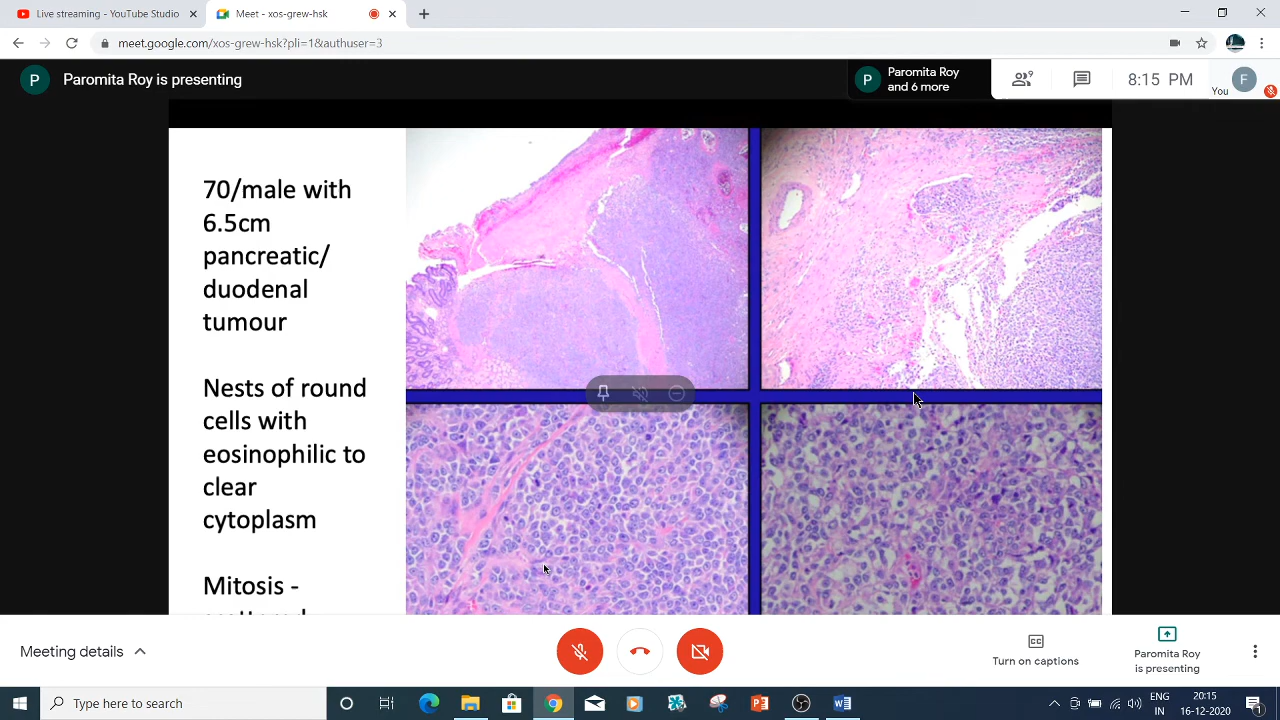 Live streaming - YouTube Studio
Meet - xos-grew-hsk
meet.google.com/xos-grew-hsk?pli=1&authuser=3
P Paromita Roy is presenting
P Paromita Roy
and 6 more
9
8:15 PM
You
F
70/male with
6.5cm
pancreatic/
duodenal
tumour
Nests of round
cells with
eosinophilic to
clear
cytoplasm
Mitosis -
Meeting details
CC
Turn on captions
Paromita Roy
is presenting
Type here to search
ENG
IN
20:15
16-12-2020